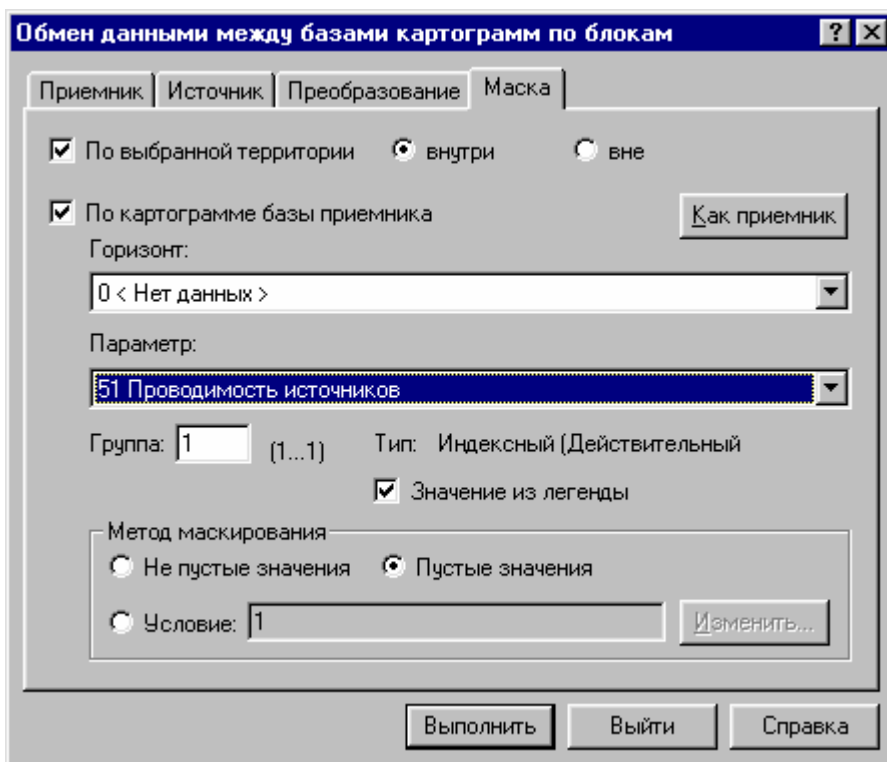 Обмен данными между базами картограмм по блокам
Приемник Источник Преобразование Маска
По выбранной территории внутри вне
По картограмме базы приемника Как приемник
Горизонт:
0 < Нет данных >
Параметр:
51 Проводимость источников
Группа: 1 (1...1) Тип: Индексный (Действительный
Значение из легенды
Метод маскирования
Не пустые значения Пустые значения
Условие: 1 Изменить...
Выполнить Выйти Справка